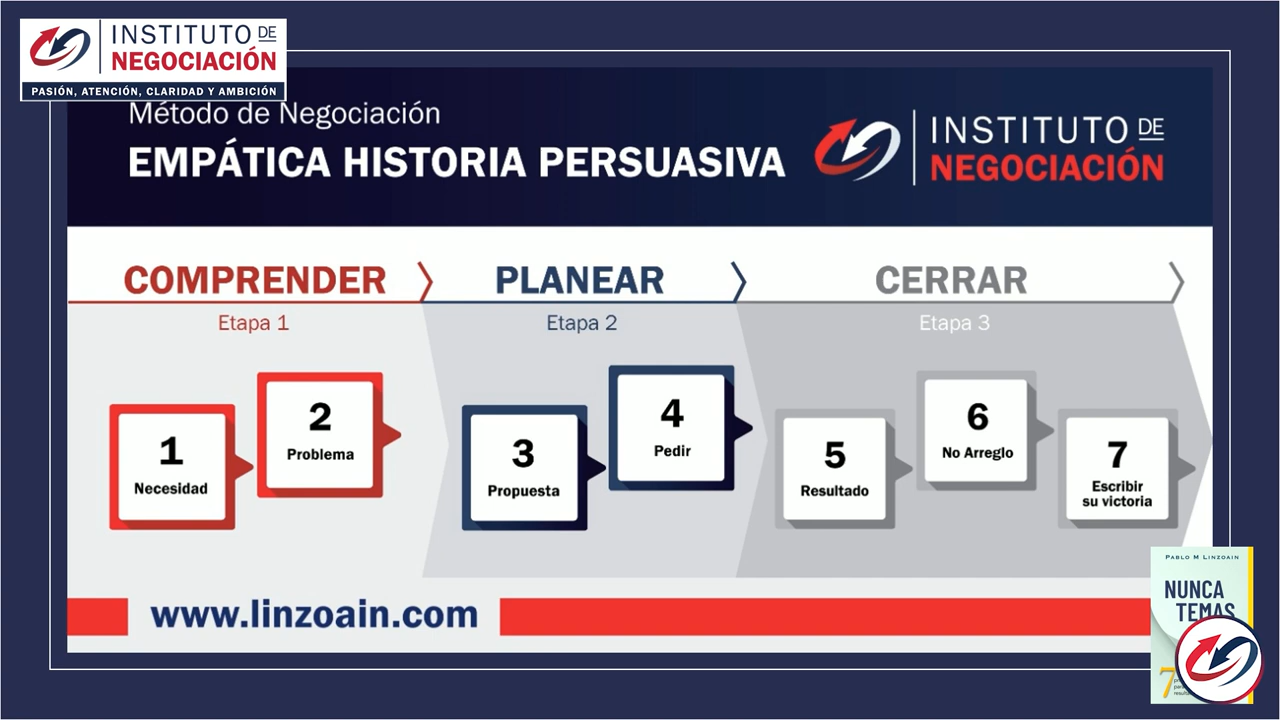 INSTITUTO DE
NEGOCIACIÓN
PASIÓN, ATENCIÓN, CLARIDAD Y AMBICIÓN
Método de Negociación
EMPÁTICA HISTORIA PERSUASIVA
INSTITUTO DE
NEGOCIACIÓN
COMPRENDER
PLANEAR
CERRAR
Etapa 1
Etapa 2
Etapa 3
1
Necesidad
2
Problema
3
Propuesta
4
Pedir
5
Resultado
6
No Arreglo
7
Escribir
su victoria
www.linzoain.com
PABLO M LINZOAIN
NUNCA
TEMAS
7